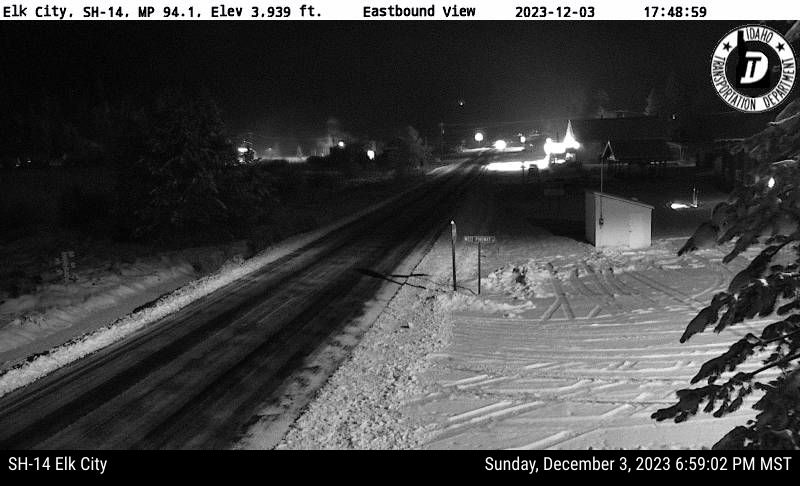 Elk City, SH-14, MP 94.1, Elev 3,939 ft. Eastbound View 2023-12-03 17:48:59
IDAHO
TRANSPORTATION DEPARTMENT
SH-14 Elk City Sunday, December 3, 2023 6:59:02 PM MST